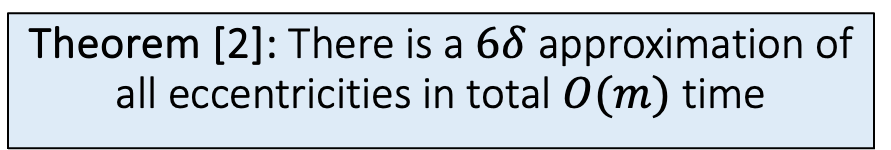 Theorem [2]: There is a 6δ approximation of
all eccentricities in total O(m) time